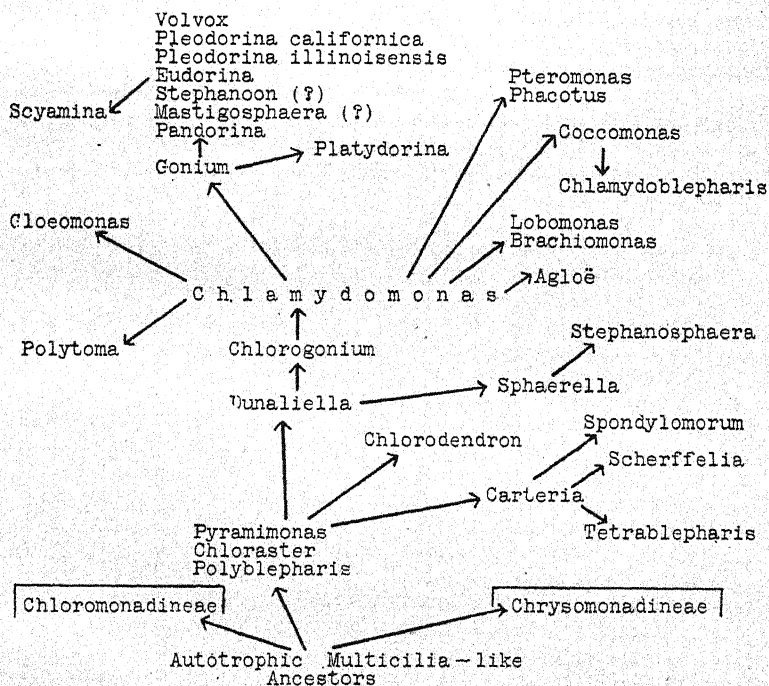 Volvox
Pleodorina californica
Pleodorina illinoisensis
Eudorina
Stephanoon (?)
Mastigosphaera (?)
Pandorina
Scyamina
Gonium
Platydorina
Pteromonas
Phacotus
Coccomonas
Chlamydoblepharis
Gloeomonas
Lobomonas
Brachiomonas
Agloë
Chlamydomonas
Polytoma
Chlorogonium
Stephanosphaera
Dunaliella
Sphaerella
Chlorodendron
Spondylomorum
Scherffelia
Carteria
Tetrablepharis
Pyramimonas
Chloraster
Polyblepharis
Chloromonadineae
Chrysomonadineae
Autotrophic Multicilia-like
Ancestors